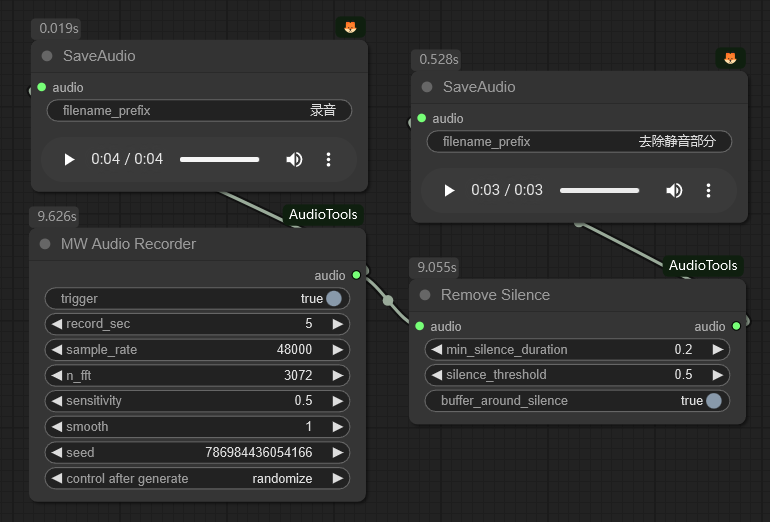 0.019s
SaveAudio
audio
filename_prefix 录音
0:04 / 0:04
0.528s
SaveAudio
audio
filename_prefix 去除静音部分
0:03 / 0:03
9.626s
AudioTools
MW Audio Recorder
audio
trigger true
record_sec 5
sample_rate 48000
n_fft 3072
sensitivity 0.5
smooth 1
seed 786984436054166
control after generate randomize
9.055s
AudioTools
Remove Silence
audio audio
min_silence_duration 0.2
silence_threshold 0.5
buffer_around_silence true